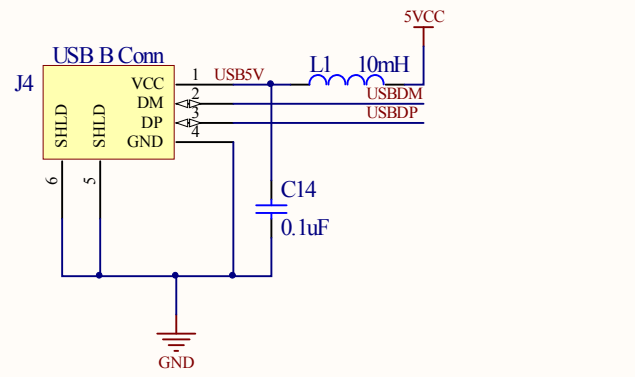 5VCC
USB B Conn
J4
VCC
1
USB5V
L1
10mH
DM
2
USBDM
DP
3
USBDP
GND
4
SHLD
SHLD
6
5
C14
0.1uF
GND